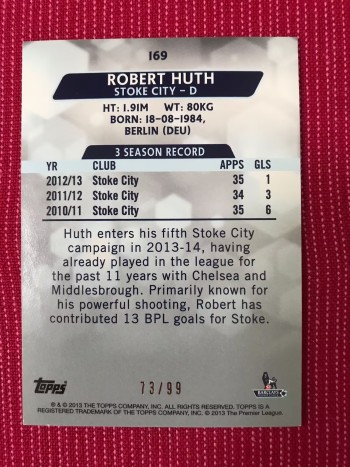 169
ROBERT HUTH
STOKE CITY - D
HT: 1.91M WT: 80KG
BORN: 18-08-1984,
BERLIN (DEU)
3 SEASON RECORD
YR CLUB APPS GLS
2012/13 Stoke City 35 1
2011/12 Stoke City 34 3
2010/11 Stoke City 35 6
Huth enters his fifth Stoke City
campaign in 2013-14, having
already played in the league for
the past 11 years with Chelsea and
Middlesbrough. Primarily known for
his powerful shooting, Robert has
contributed 13 BPL goals for Stoke.
Topps
73/99
BARCLAYS
® & © 2013 THE TOPPS COMPANY, INC. ALL RIGHTS RESERVED. TOPPS IS A
REGISTERED TRADEMARK OF THE TOPPS COMPANY, INC. © 2013 The Premier League